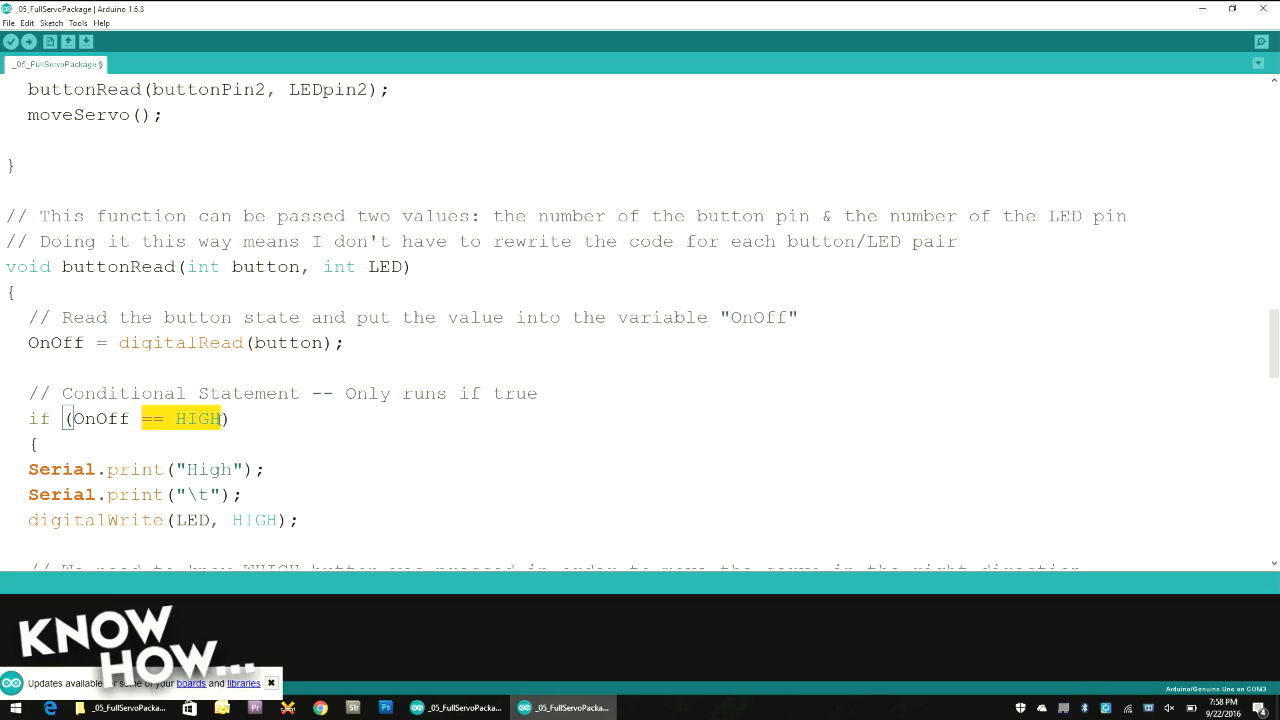 _05_FullServoPackage | Arduino 1.6.8
File Edit Sketch Tools Help
_05_FullServoPackage §
buttonRead(buttonPin2, LEDpin2);
moveServo();
}
// This function can be passed two values: the number of the button pin & the number of the LED pin
// Doing it this way means I don't have to rewrite the code for each button/LED pair
void buttonRead(int button, int LED)
{
// Read the button state and put the value into the variable "OnOff"
OnOff = digitalRead(button);
// Conditional Statement -- Only runs if true
if (OnOff == HIGH)
{
Serial.print("High");
Serial.print("\t");
digitalWrite(LED, HIGH);
// We need to know WHICH button was pressed in order to move the servo in the right direction
KNOW
HOW...
Updates available for some of your boards and libraries
Arduino/Genuino Uno on COM3
_05_FullServoPacka... Pr Sb Ps _05_FullServoPacka... _05_FullServoPacka... 7:58 PM
9/22/2016 4